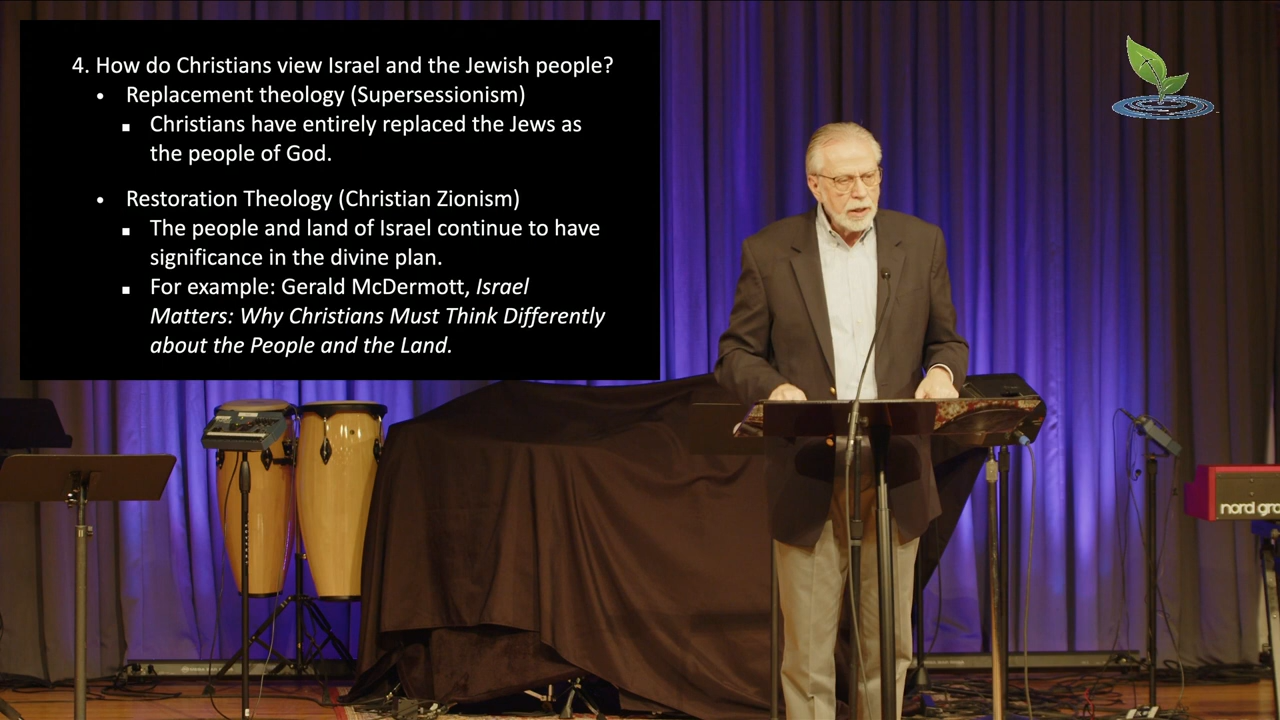 4. How do Christians view Israel and the Jewish people?
• Replacement theology (Supersessionism)
▪ Christians have entirely replaced the Jews as
the people of God.
• Restoration Theology (Christian Zionism)
▪ The people and land of Israel continue to have
significance in the divine plan.
▪ For example: Gerald McDermott, Israel
Matters: Why Christians Must Think Differently
about the People and the Land.
nord gr